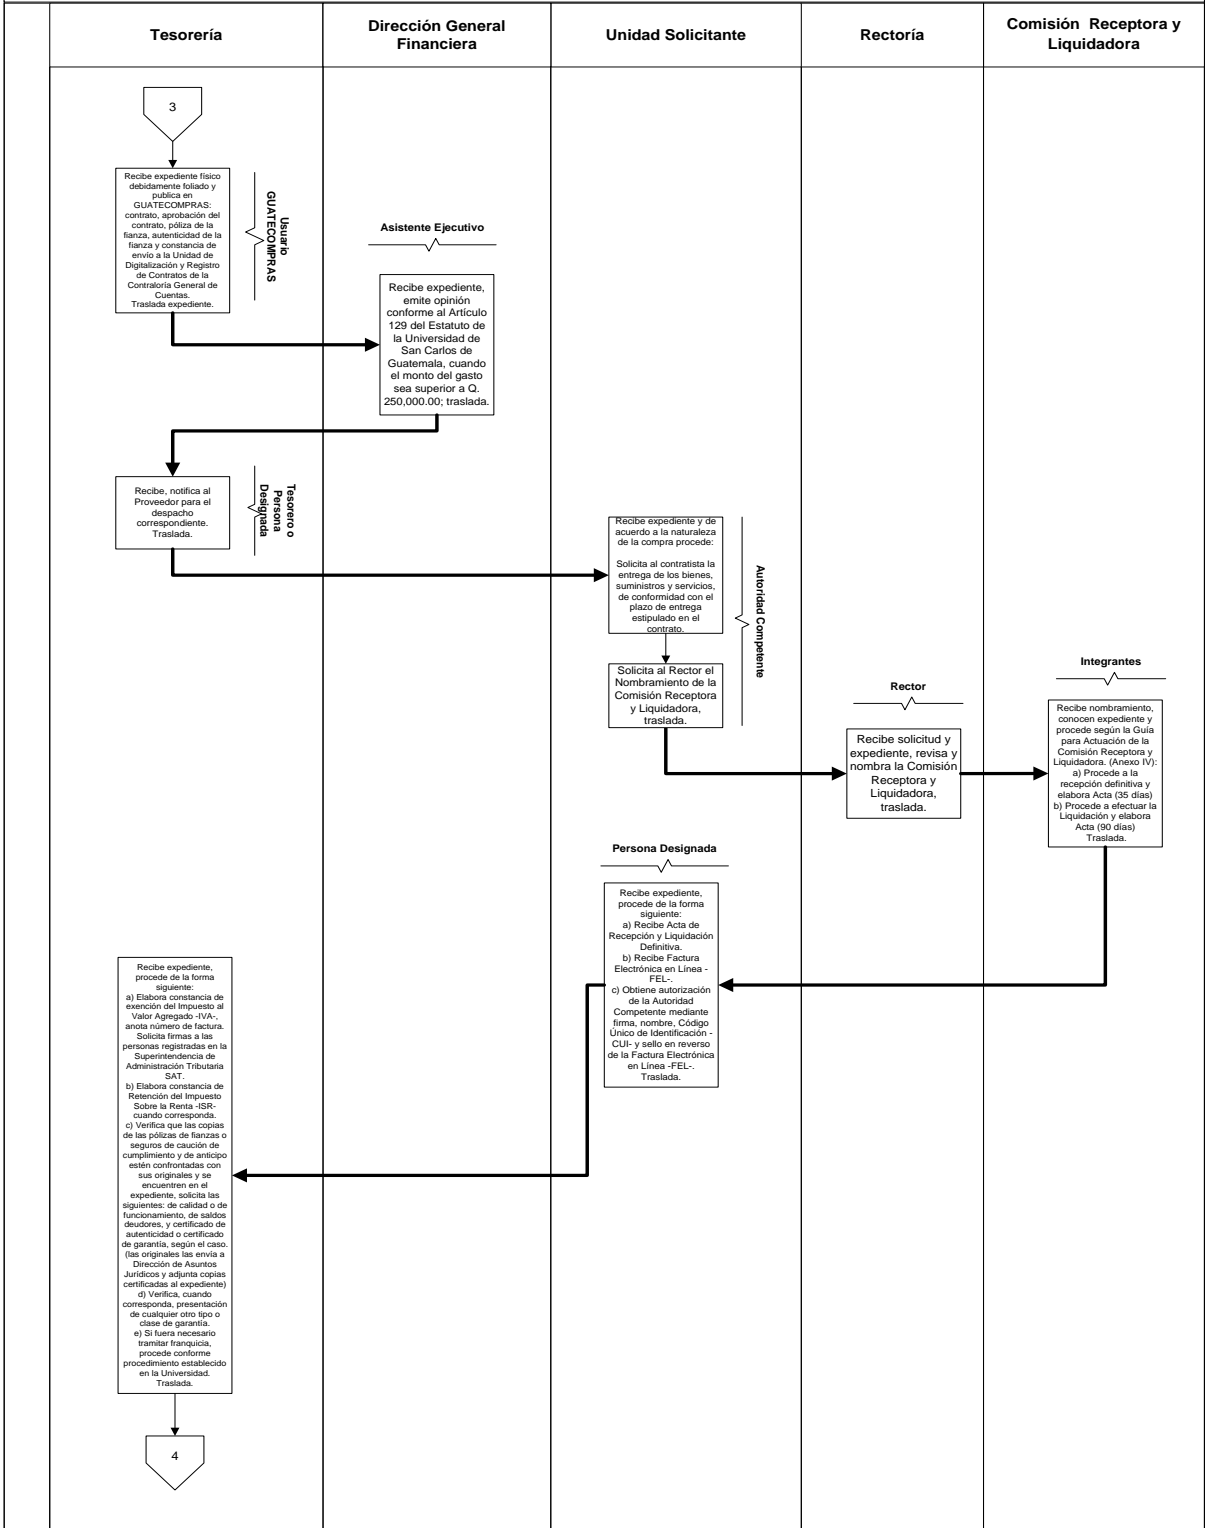 Tesorería
Dirección General
Financiera
Unidad Solicitante
Rectoría
Comisión Receptora y
Liquidadora
3
Recibe expediente físico
debidamente foliado y
publica en
GUATECOMPRAS:
contrato, aprobación del
contrato, póliza de la
fianza, autenticidad de la
fianza y constancia de
envío a la Unidad de
Digitalización y Registro
de Contratos de la
Contraloría General de
Cuentas.
Traslada expediente.
Usuario
GUATECOMPRAS
Asistente Ejecutivo
Recibe expediente,
emite opinión
conforme al Artículo
129 del Estatuto de
la Universidad de
San Carlos de
Guatemala, cuando
el monto del gasto
sea superior a Q.
250,000.00; traslada.
Recibe, notifica al
Proveedor para el
despacho
correspondiente.
Traslada.
Tesorero o
Persona
Designada
Recibe expediente y de
acuerdo a la naturaleza
de la compra procede:
Solicita al contratista la
entrega de los bienes,
suministros y servicios,
de conformidad con el
plazo de entrega
estipulado en el
contrato.
Autoridad Competente
Solicita al Rector el
Nombramiento de la
Comisión Receptora
y Liquidadora,
traslada.
Rector
Recibe solicitud y
expediente, revisa y
nombra la Comisión
Receptora y
Liquidadora,
traslada.
Integrantes
Recibe nombramiento,
conocen expediente y
procede según la Guía
para Actuación de la
Comisión Receptora y
Liquidadora. (Anexo IV):
a) Procede a la
recepción definitiva y
elabora Acta (35 días)
b) Procede a efectuar la
Liquidación y elabora
Acta (90 días)
Traslada.
Persona Designada
Recibe expediente,
procede de la forma
siguiente:
a) Recibe Acta de
Recepción y Liquidación
Definitiva.
b) Recibe Factura
Electrónica en Línea -
FEL-.
c) Obtiene autorización
de la Autoridad
Competente mediante
firma, nombre, Código
Único de Identificación -
CUI- y sello en reverso
de la Factura Electrónica
en Línea -FEL-.
Traslada.
Recibe expediente,
procede de la forma
siguiente:
a) Elabora constancia de
exención del Impuesto al
Valor Agregado -IVA-,
anota número de factura.
Solicita firmas a las
personas registradas en la
Superintendencia de
Administración Tributaria
SAT.
b) Elabora constancia de
Retención del Impuesto
Sobre la Renta -ISR-
cuando corresponda.
c) Verifica que las copias
de las pólizas de fianzas o
seguros de caución de
cumplimiento y de anticipo
estén confrontadas con
sus originales y se
encuentren en el
expediente, solicita las
siguientes: de calidad o de
funcionamiento, de saldos
deudores, y certificado de
autenticidad o certificado
de garantía, según el caso.
(las originales las envía a
Dirección de Asuntos
Jurídicos y adjunta copias
certificadas al expediente)
d) Verifica, cuando
corresponda, presentación
de cualquier otro tipo o
clase de garantía.
e) Si fuera necesario
tramitar franquicia,
procede conforme
procedimiento establecido
en la Universidad.
Traslada.
4